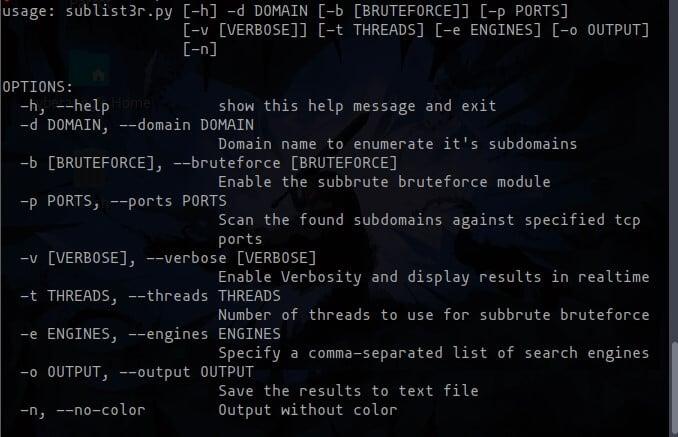 usage: sublist3r.py [-h] -d DOMAIN [-b [BRUTEFORCE]] [-p PORTS]
[-v [VERBOSE]] [-t THREADS] [-e ENGINES] [-o OUTPUT]
[-n]
OPTIONS:
-h, --help show this help message and exit
-d DOMAIN, --domain DOMAIN
Domain name to enumerate it's subdomains
-b [BRUTEFORCE], --bruteforce [BRUTEFORCE]
Enable the subbrute bruteforce module
-p PORTS, --ports PORTS
Scan the found subdomains against specified tcp
ports
-v [VERBOSE], --verbose [VERBOSE]
Enable Verbosity and display results in realtime
-t THREADS, --threads THREADS
Number of threads to use for subbrute bruteforce
-e ENGINES, --engines ENGINES
Specify a comma-separated list of search engines
-o OUTPUT, --output OUTPUT
Save the results to text file
-n, --no-color Output without color